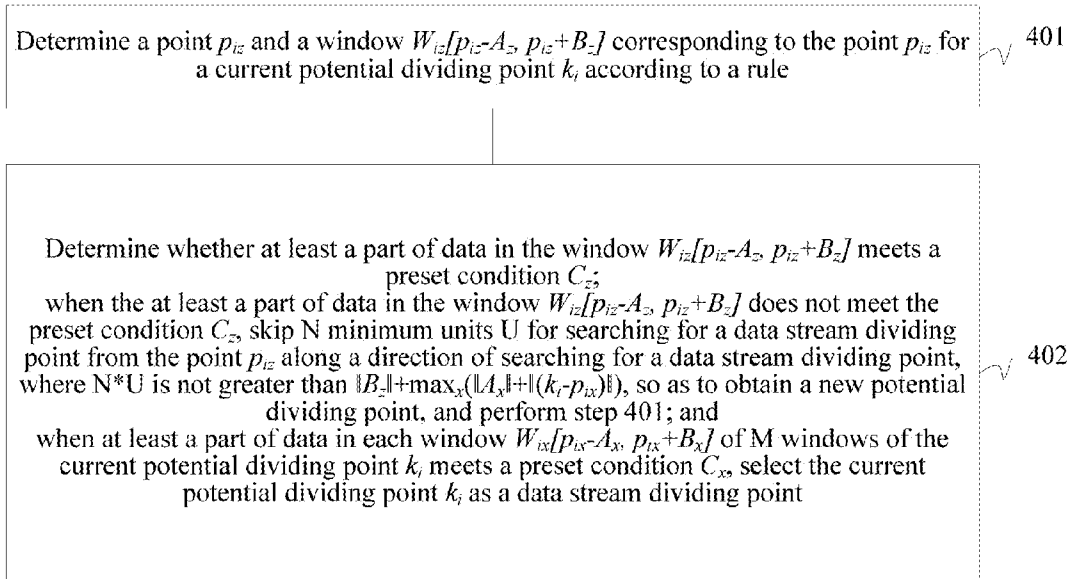 Determine a point p_iz and a window W_iz[p_iz-A_z, p_iz+B_z] corresponding to the point p_iz for
a current potential dividing point k_i according to a rule
401
Determine whether at least a part of data in the window W_iz[p_iz-A_z, p_iz+B_z] meets a
preset condition C_z;
when the at least a part of data in the window W_iz[p_iz-A_z, p_iz+B_z] does not meet the
preset condition C_z, skip N minimum units U for searching for a data stream dividing
point from the point p_iz along a direction of searching for a data stream dividing point,
where N*U is not greater than ‖B_z‖+max_x(‖A_x‖+‖(k_i-p_ix)‖), so as to obtain a new potential
dividing point, and perform step 401; and
when at least a part of data in each window W_ix[p_ix-A_x, p_ix+B_x] of M windows of the
current potential dividing point k_i meets a preset condition C_x, select the current
potential dividing point k_i as a data stream dividing point
402